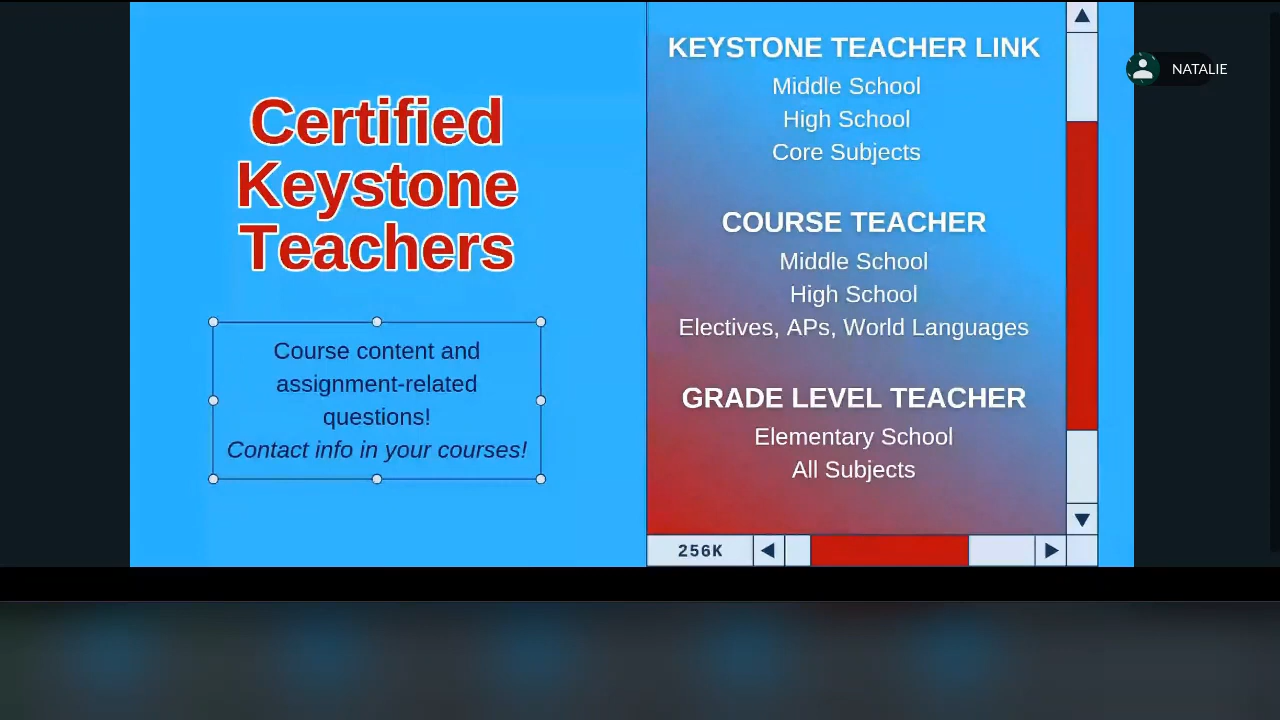 Certified
Keystone
Teachers
Course content and
assignment-related
questions!
Contact info in your courses!
KEYSTONE TEACHER LINK
Middle School
High School
Core Subjects
COURSE TEACHER
Middle School
High School
Electives, APs, World Languages
GRADE LEVEL TEACHER
Elementary School
All Subjects
256K
NATALIE